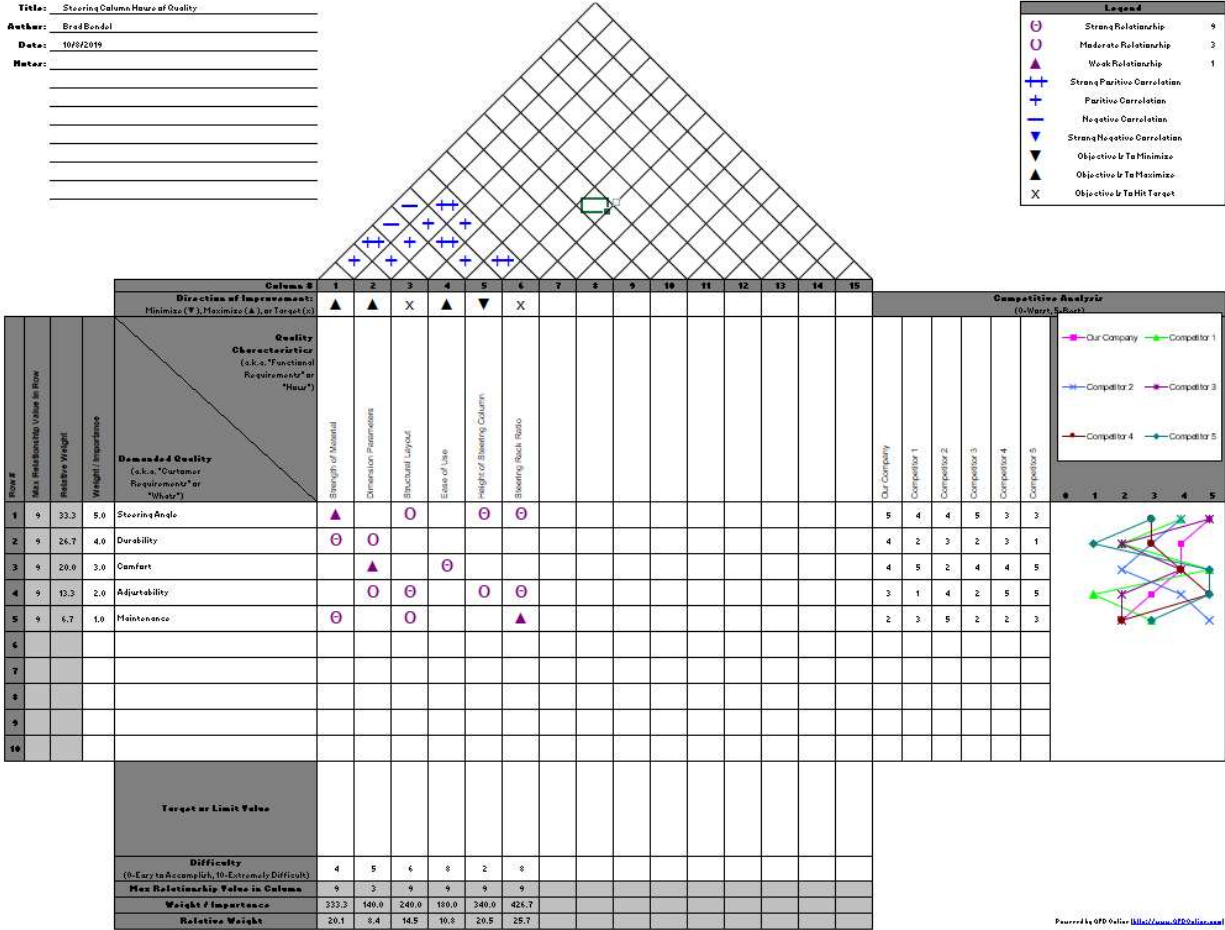 Title: Steering Column House of Quality
Author: Brad Bendel
Date: 10/8/2019
Notes:
Legend
Θ Strong Relationship 9
Ο Moderate Relationship 3
▲ Weak Relationship 1
┼┼ Strong Positive Correlation
┼ Positive Correlation
▬ Negative Correlation
▼ Strong Negative Correlation
▼ Objective Is To Minimize
▲ Objective Is To Maximize
X Objective Is To Hit Target
Column # 1 2 3 4 5 6 7 8 9 10 11 12 13 14 15
Direction of Improvement:
Minimize (▼), Maximize (▲), or Target (x) ▲ ▲ X ▲ ▼ X
Competitive Analysis
(0=Worst, 5=Best)
Row #
Max Relationship Value in Row
Relative Weight
Weight / Importance
Quality
Characteristics
(a.k.a. "Functional
Requirements" or
"Hows")
Demanded Quality
(a.k.a. "Customer
Requirements" or
"Whats")
Strength of Material
Dimension Parameters
Structural Layout
Ease of Use
Height of Steering Column
Steering Rack Ratio
Our Company
Competitor 1
Competitor 2
Competitor 3
Competitor 4
Competitor 5
Our Company Competitor 1
Competitor 2 Competitor 3
Competitor 4 Competitor 5
0 1 2 3 4 5
1 9 33.3 5.0 Steering Angle ▲ Ο Θ Θ 5 4 4 5 3 3
2 9 26.7 4.0 Durability Θ Ο 4 2 3 2 3 1
3 9 20.0 3.0 Comfort ▲ Θ 4 5 2 4 4 5
4 9 13.3 2.0 Adjustability Ο Θ Ο Θ 3 1 4 2 5 5
5 9 6.7 1.0 Maintenance Θ Ο ▲ 2 3 5 2 2 3
6
7
8
9
10
Target or Limit Value
Difficulty
(0=Easy to Accomplish, 10=Extremely Difficult) 4 5 6 8 2 8
Max Relationship Value in Column 9 3 9 9 9 9
Weight / Importance 333.3 140.0 240.0 180.0 340.0 426.7
Relative Weight 20.1 8.4 14.5 10.8 20.5 25.7
Powered by QFD Online (http://www.QFDOnline.com)